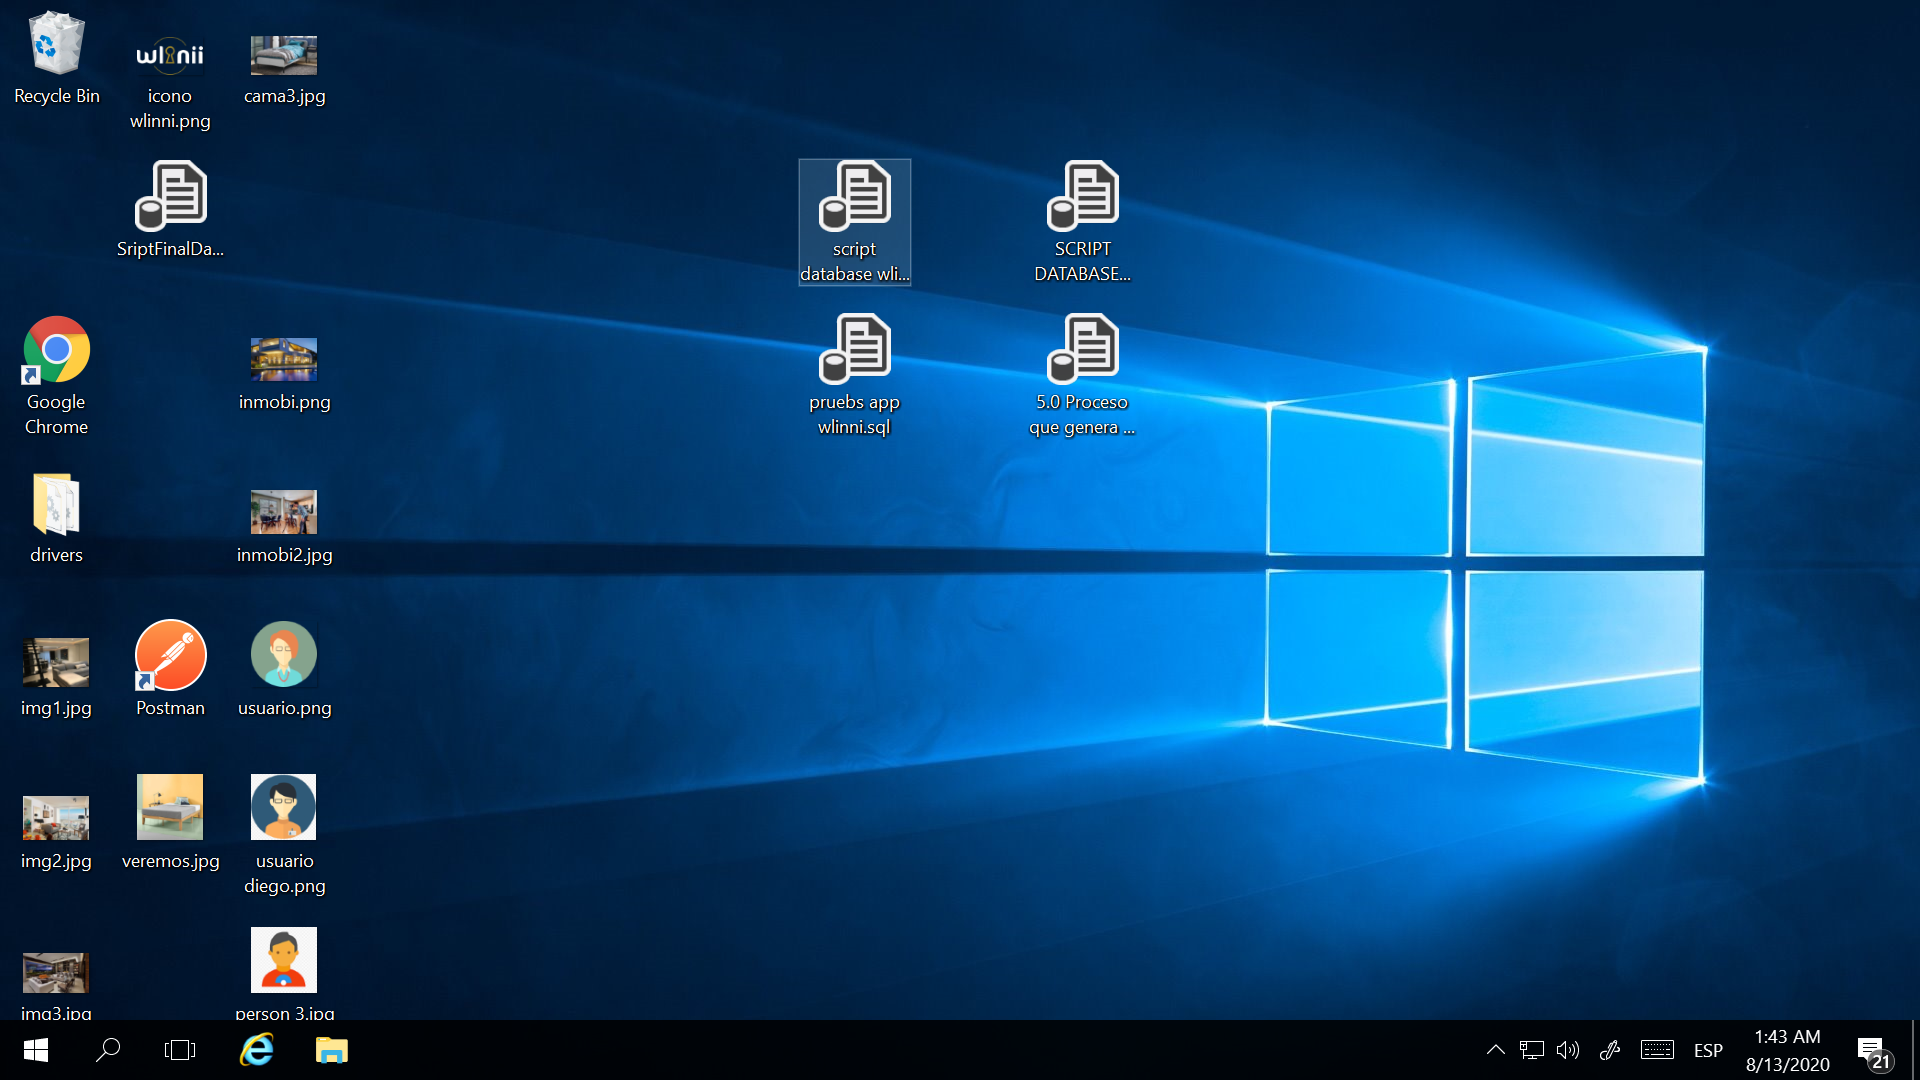 Recycle Bin
wlinii
icono
wlinni.png
cama3.jpg
SriptFinalDa...
script
database wli...
SCRIPT
DATABASE...
Google
Chrome
inmobi.png
pruebs app
wlinni.sql
5.0 Proceso
que genera ...
drivers
inmobi2.jpg
img1.jpg
Postman
usuario.png
img2.jpg
veremos.jpg
usuario
diego.png
img3.jpg
person 3.jpg
ESP
1:43 AM
8/13/2020
21